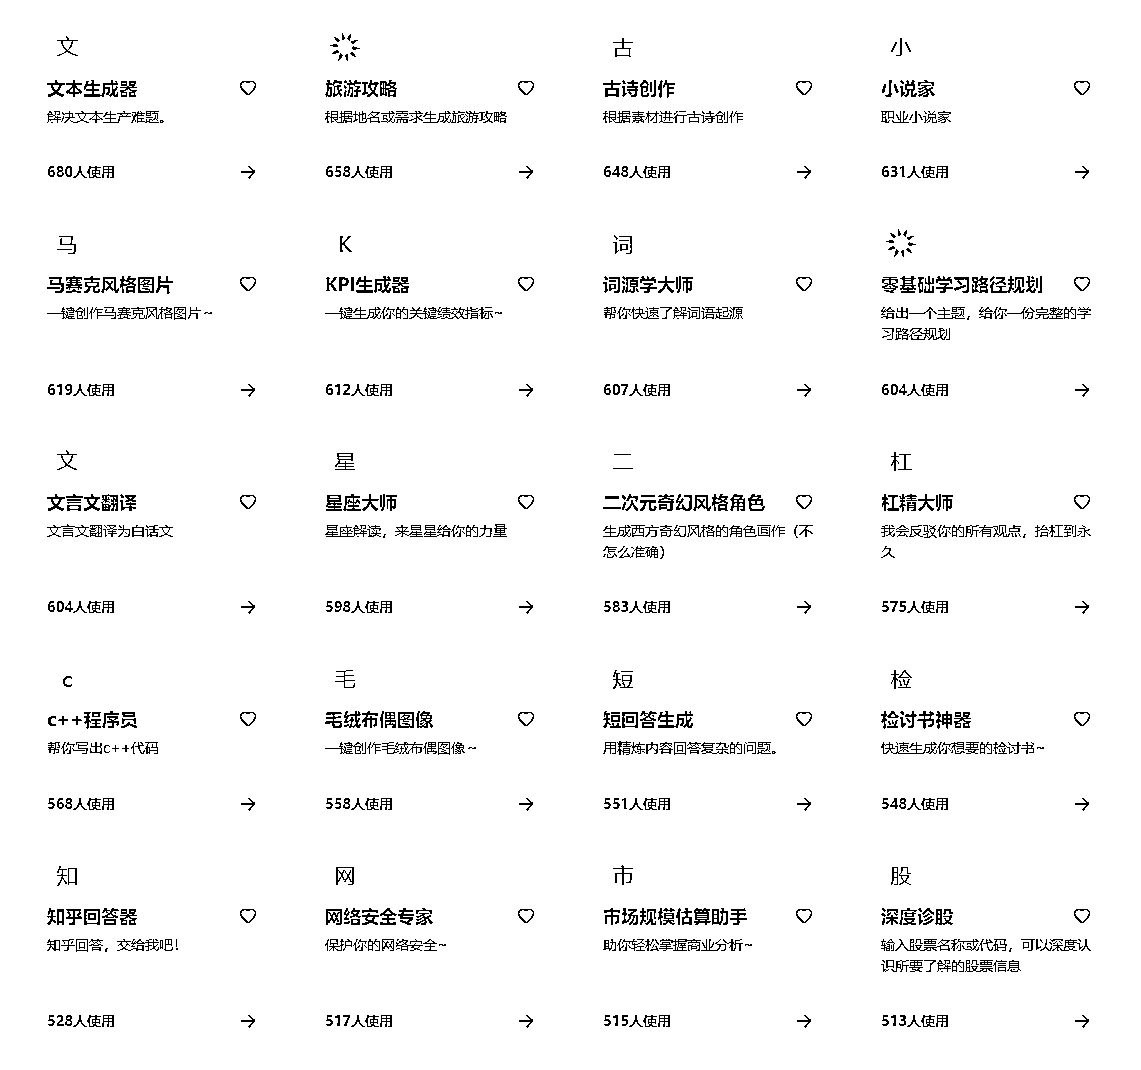 文
文本生成器
解决文本生产难题。
680人使用
旅游攻略
根据地名或需求生成旅游攻略
658人使用
古
古诗创作
根据素材进行古诗创作
648人使用
小
小说家
职业小说家
631人使用
马
马赛克风格图片
一键创作马赛克风格图片~
619人使用
K
KPI生成器
一键生成你的关键绩效指标~
612人使用
词
词源学大师
帮你快速了解词语起源
607人使用
零基础学习路径规划
给出一个主题，给你一份完整的学
习路径规划
604人使用
文
文言文翻译
文言文翻译为白话文
604人使用
星
星座大师
星座解读，来星星给你的力量
598人使用
二
二次元奇幻风格角色
生成西方奇幻风格的角色画作（不
怎么准确）
583人使用
杠
杠精大师
我会反驳你的所有观点，抬杠到永
久
575人使用
c
c++程序员
帮你写出c++代码
568人使用
毛
毛绒布偶图像
一键创作毛绒布偶图像~
558人使用
短
短回答生成
用精炼内容回答复杂的问题。
551人使用
检
检讨书神器
快速生成你想要的检讨书~
548人使用
知
知乎回答器
知乎回答，交给我吧！
528人使用
网
网络安全专家
保护你的网络安全~
517人使用
市
市场规模估算助手
助你轻松掌握商业分析~
515人使用
股
深度诊股
输入股票名称或代码，可以深度认
识所要了解的股票信息
513人使用